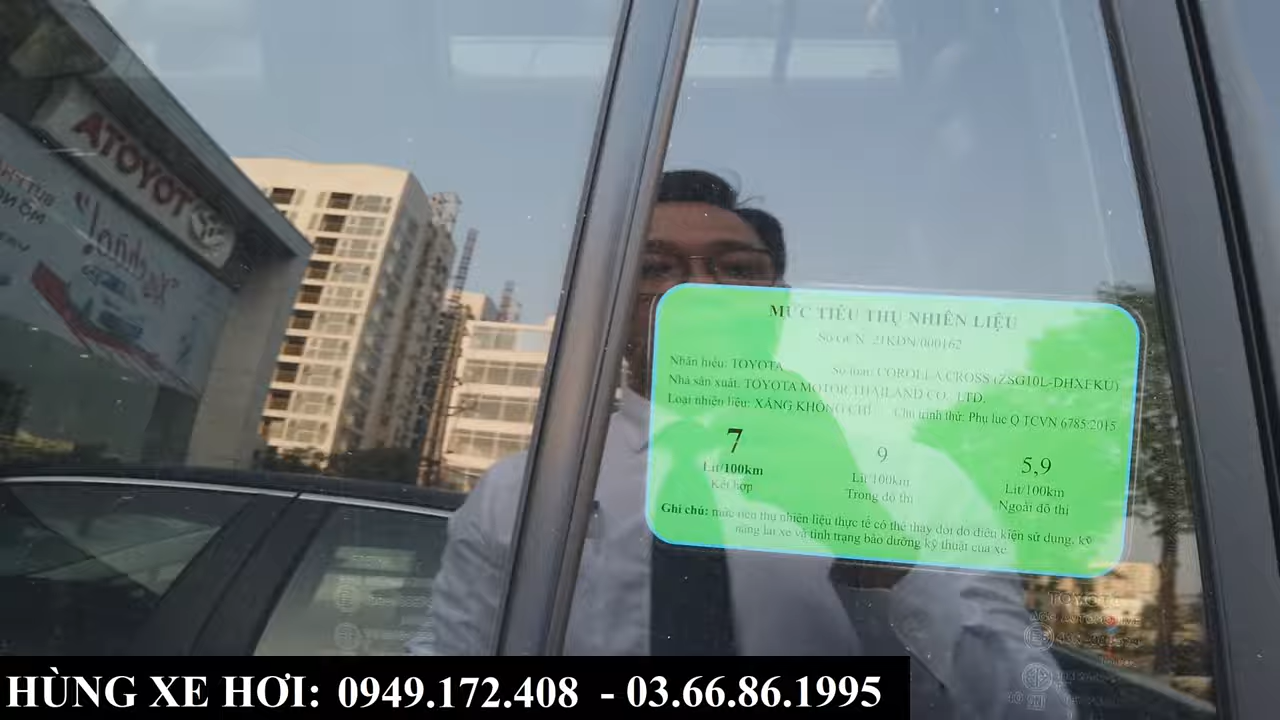 TOYOTA
MỨC TIÊU THỤ NHIÊN LIỆU
Số GCN: 21KDN/000162
Nhãn hiệu: TOYOTA Số loại: COROLLA CROSS (ZSG10L-DHXEKU)
Nhà sản xuất: TOYOTA MOTOR THAILAND CO., LTD.
Loại nhiên liệu: XĂNG KHÔNG CHÌ Chu trình thử: Phụ lục Q TCVN 6785:2015
7 9 5,9
Lít/100km Lít/100km Lít/100km
Kết hợp Trong đô thị Ngoài đô thị
Ghi chú: mức tiêu thụ nhiên liệu thực tế có thể thay đổi do điều kiện sử dụng, kỹ
năng lái xe và tình trạng bảo dưỡng kỹ thuật của xe.
TOYOTA
HÙNG XE HƠI: 0949.172.408 - 03.66.86.1995